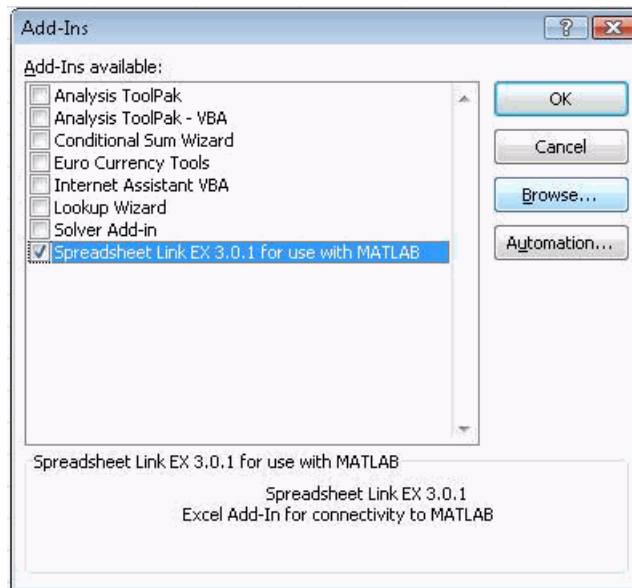 Add-Ins
Add-Ins available:
Analysis ToolPak
Analysis ToolPak - VBA
Conditional Sum Wizard
Euro Currency Tools
Internet Assistant VBA
Lookup Wizard
Solver Add-in
Spreadsheet Link EX 3.0.1 for use with MATLAB
OK
Cancel
Browse...
Automation...
Spreadsheet Link EX 3.0.1 for use with MATLAB
Spreadsheet Link EX 3.0.1
Excel Add-In for connectivity to MATLAB